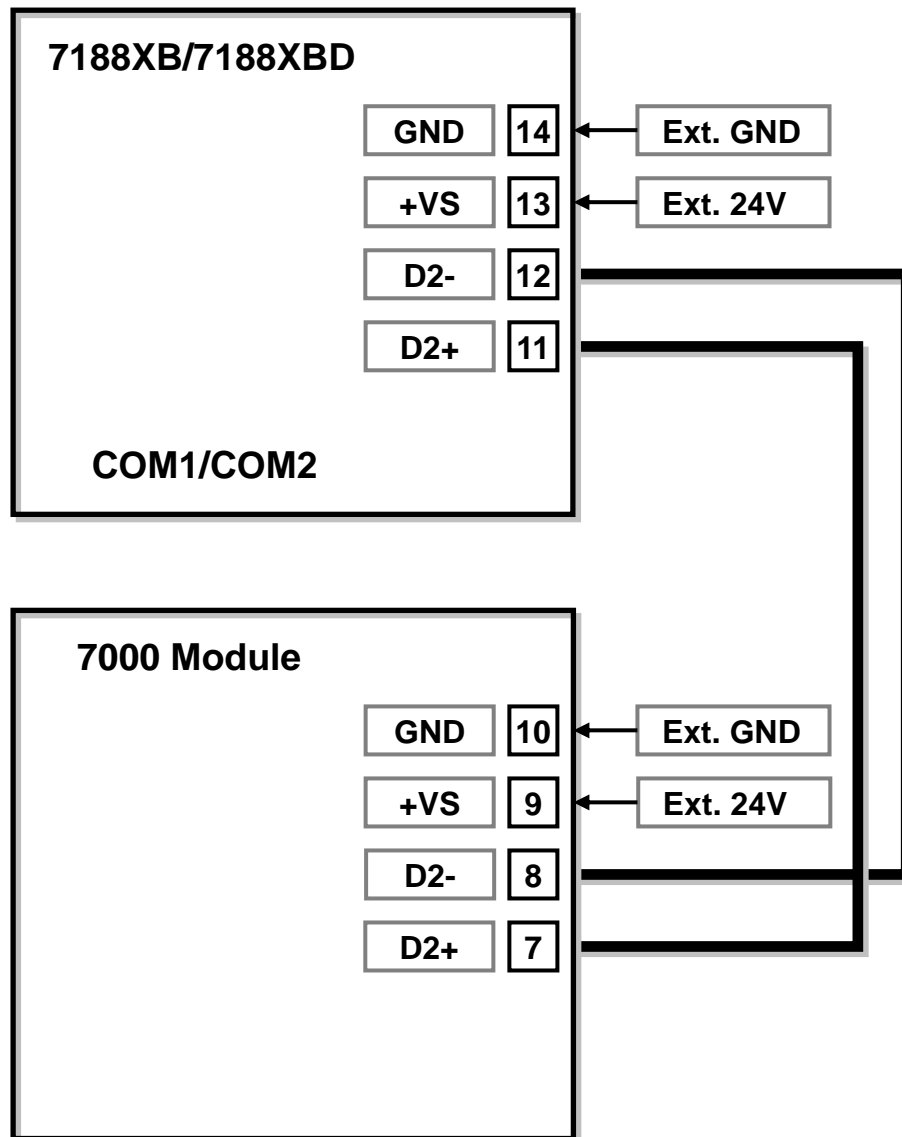 7188XB/7188XBD
GND 14 Ext. GND
+VS 13 Ext. 24V
D2- 12
D2+ 11
COM1/COM2
7000 Module
GND 10 Ext. GND
+VS 9 Ext. 24V
D2- 8
D2+ 7